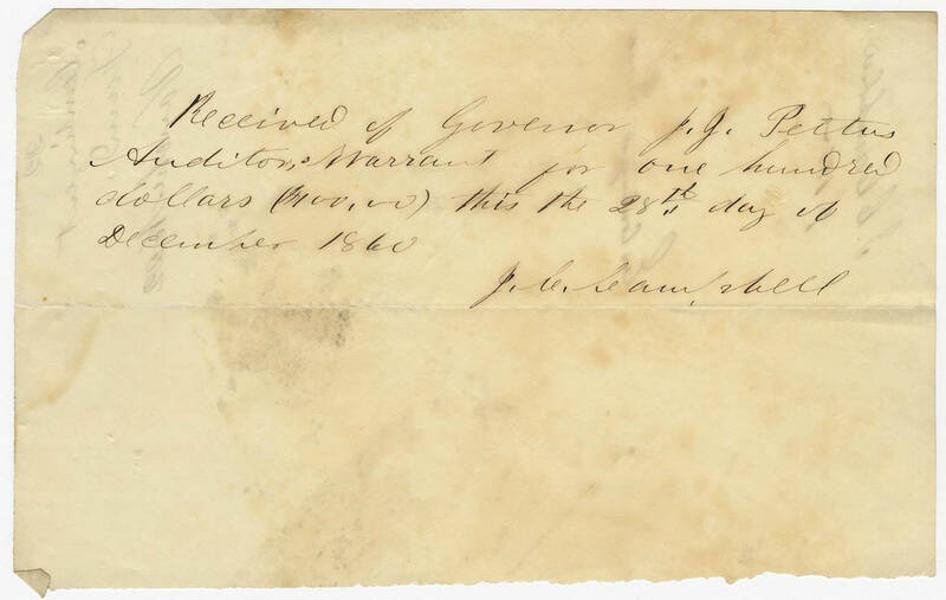 Received of Governor J. J. Pettus
Auditors Warrant for one hundred
dollars (100,00) this the 28th day of
December 1860
J. C. Campbell